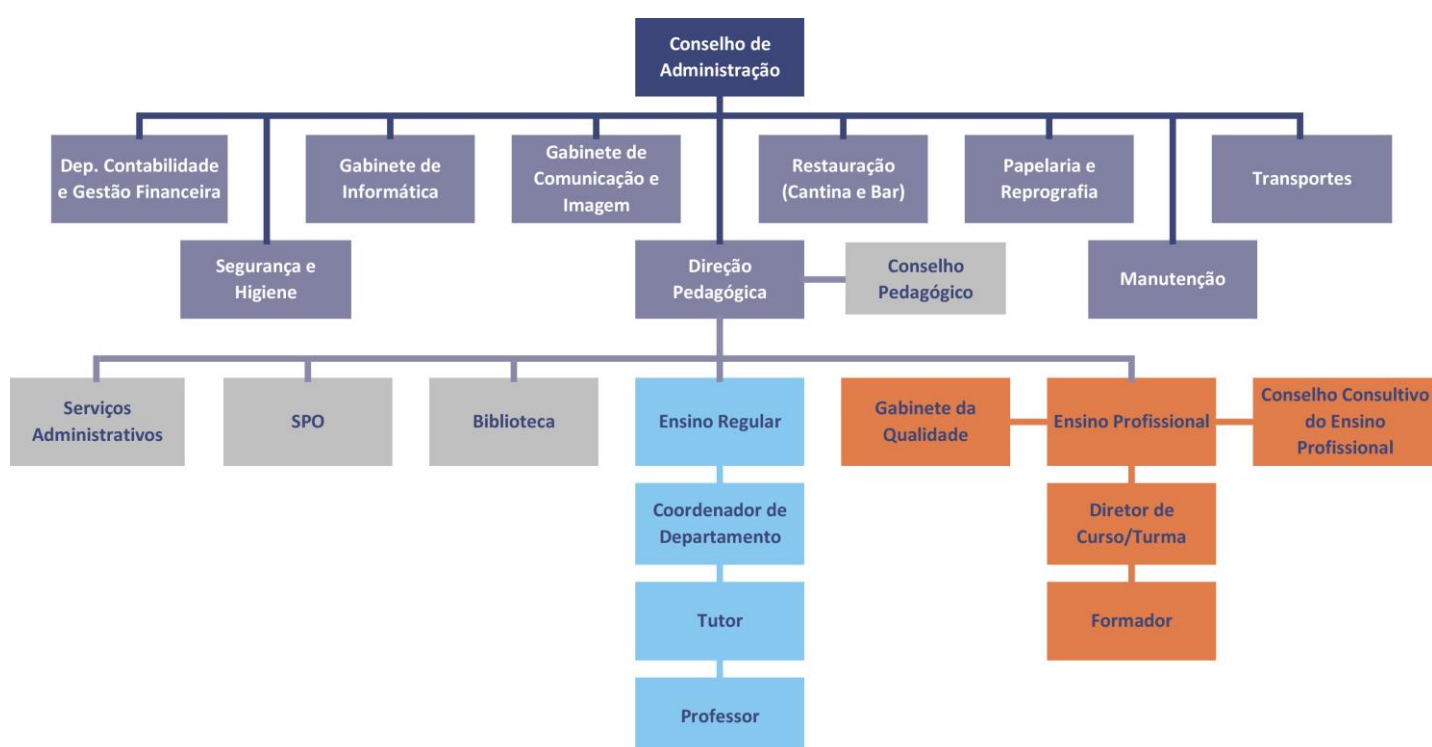 Conselho de
Administração
Dep. Contabilidade
e Gestão Financeira
Gabinete de
Informática
Gabinete de
Comunicação e
Imagem
Restauração
(Cantina e Bar)
Papelaria e
Reprografia
Transportes
Segurança e
Higiene
Direção
Pedagógica
Conselho
Pedagógico
Manutenção
Serviços
Administrativos
SPO
Biblioteca
Ensino Regular
Gabinete da
Qualidade
Ensino Profissional
Conselho Consultivo
do Ensino
Profissional
Coordenador de
Departamento
Diretor de
Curso/Turma
Tutor
Formador
Professor